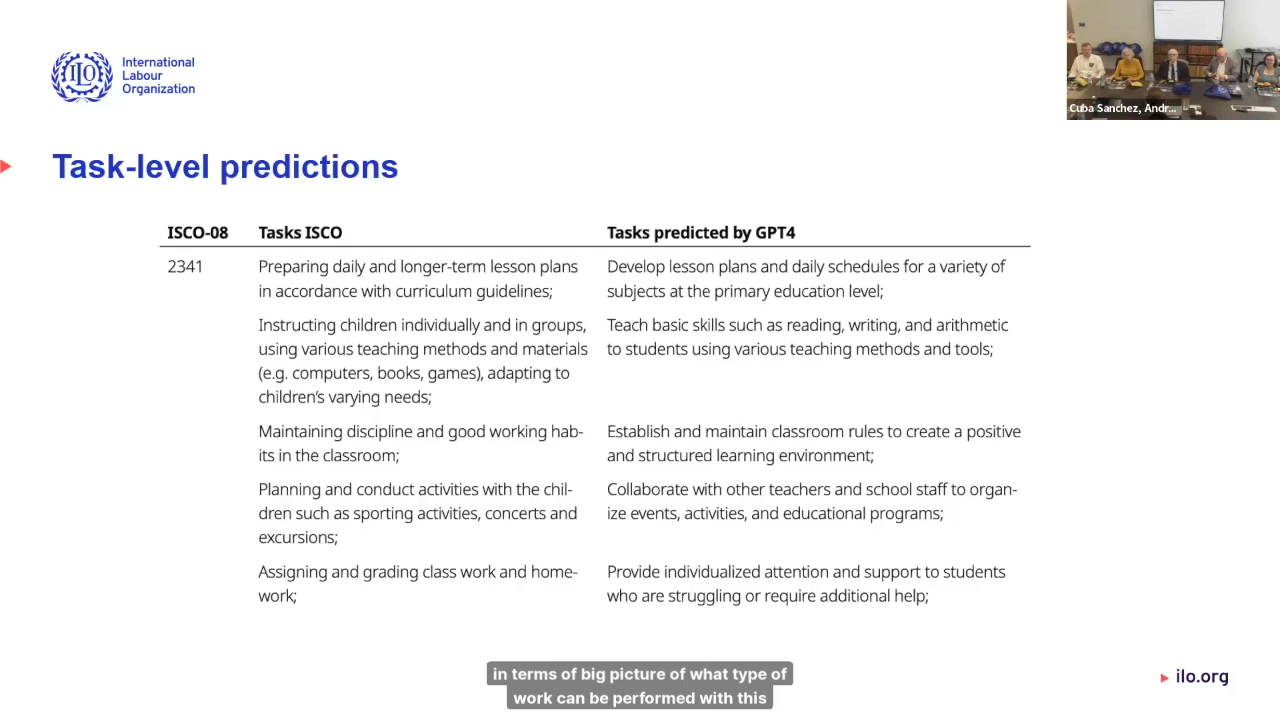 International
Labour
Organization
Cuba Sanchez, Andr...
Task-level predictions
ISCO-08 Tasks ISCO Tasks predicted by GPT4
2341 Preparing daily and longer-term lesson plans Develop lesson plans and daily schedules for a variety of
in accordance with curriculum guidelines; subjects at the primary education level;
Instructing children individually and in groups, Teach basic skills such as reading, writing, and arithmetic
using various teaching methods and materials to students using various teaching methods and tools;
(e.g. computers, books, games), adapting to
children's varying needs;
Maintaining discipline and good working hab- Establish and maintain classroom rules to create a positive
its in the classroom; and structured learning environment;
Planning and conduct activities with the chil- Collaborate with other teachers and school staff to organ-
dren such as sporting activities, concerts and ize events, activities, and educational programs;
excursions;
Assigning and grading class work and home- Provide individualized attention and support to students
work; who are struggling or require additional help;
in terms of big picture of what type of
work can be performed with this
ilo.org